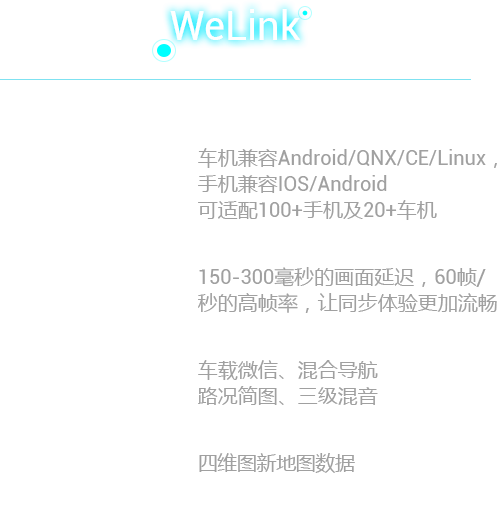 WeLink
车机兼容Android/QNX/CE/Linux，
手机兼容IOS/Android
可适配100+手机及20+车机
150-300毫秒的画面延迟，60帧/
秒的高帧率，让同步体验更加流畅
车载微信、混合导航
路况简图、三级混音
四维图新地图数据